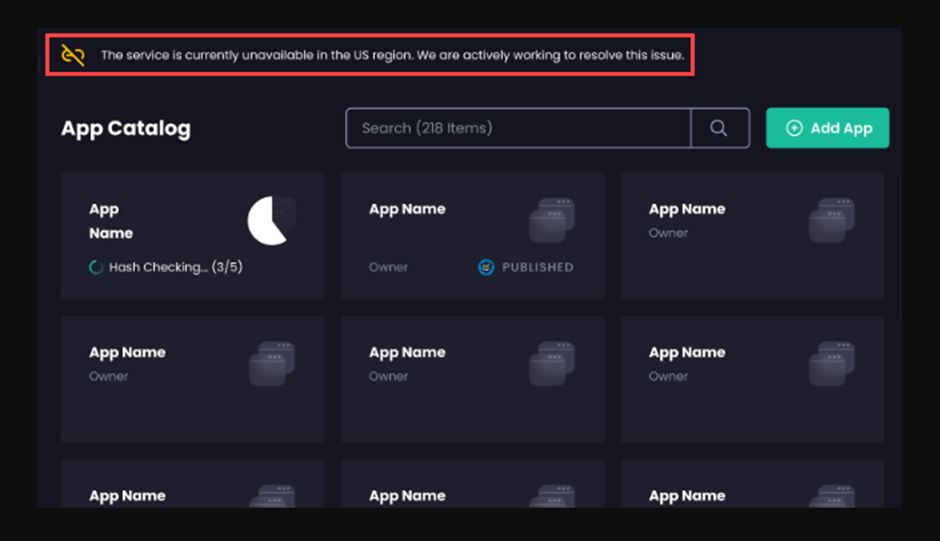 The service is currently unavailable in the US region. We are actively working to resolve this issue.
App Catalog
Search (218 Items)
Add App
App
Name
Hash Checking... (3/5)
App Name
Owner
PUBLISHED
App Name
Owner
App Name
Owner
App Name
Owner
App Name
Owner
App Name
App Name
App Name